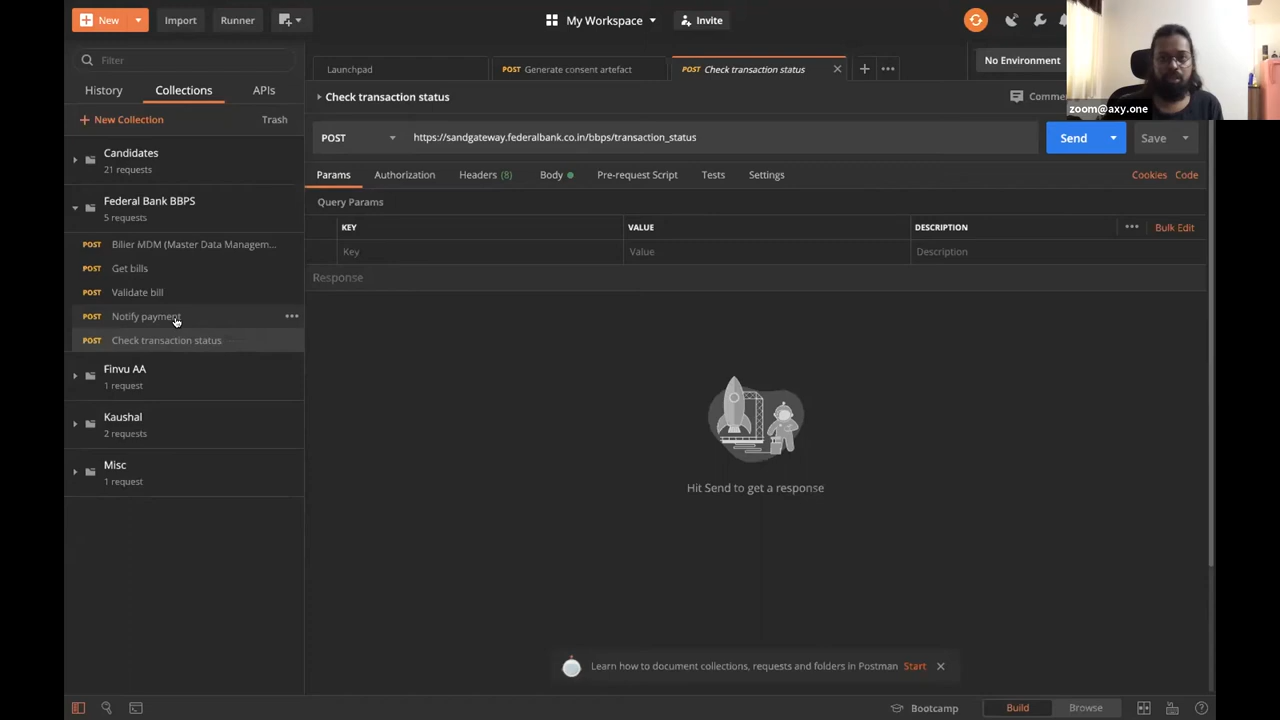 New
Import
Runner
My Workspace
Invite
Filter
Launchpad
POST Generate consent artefact
POST Check transaction status
No Environment
zoom@axy.one
History
Collections
APIs
Check transaction status
New Collection
Trash
POST
https://sandgateway.federalbank.co.in/bbps/transaction_status
Send
Save
Candidates
21 requests
Params
Authorization
Headers (8)
Body
Pre-request Script
Tests
Settings
Cookies
Code
Federal Bank BBPS
5 requests
Query Params
KEY
VALUE
DESCRIPTION
Bulk Edit
Key
Value
Description
POST Biller MDM (Master Data Managem...
POST Get bills
POST Validate bill
POST Notify payment
POST Check transaction status
Response
Finvu AA
1 request
Kaushal
2 requests
Misc
1 request
Hit Send to get a response
Learn how to document collections, requests and folders in Postman Start
Bootcamp
Build
Browse